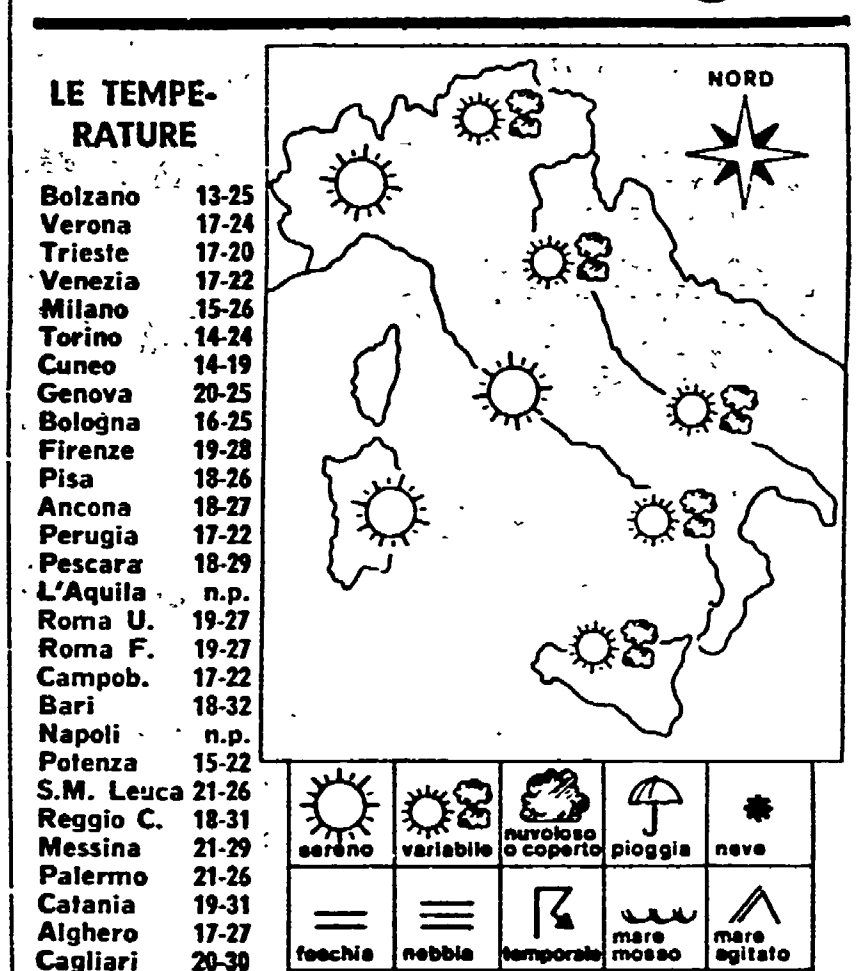 LE TEMPE-
RATURE
Bolzano 13-25
Verona 17-24
Trieste 17-20
Venezia 17-22
Milano 15-26
Torino 14-24
Cuneo 14-19
Genova 20-25
Bologna 16-25
Firenze 19-28
Pisa 18-26
Ancona 18-27
Perugia 17-22
Pescara 18-29
L'Aquila n.p.
Roma U. 19-27
Roma F. 19-27
Campob. 17-22
Bari 18-32
Napoli n.p.
Potenza 15-22
S.M. Leuca 21-26
Reggio C. 18-31
Messina 21-29
Palermo 21-26
Catania 19-31
Alghero 17-27
Cagliari 20-30
NORD
sereno
variabile
nuvoloso
o coperto
pioggia
neve
foschia
nebbia
temporale
mare
mosso
mare
agitato